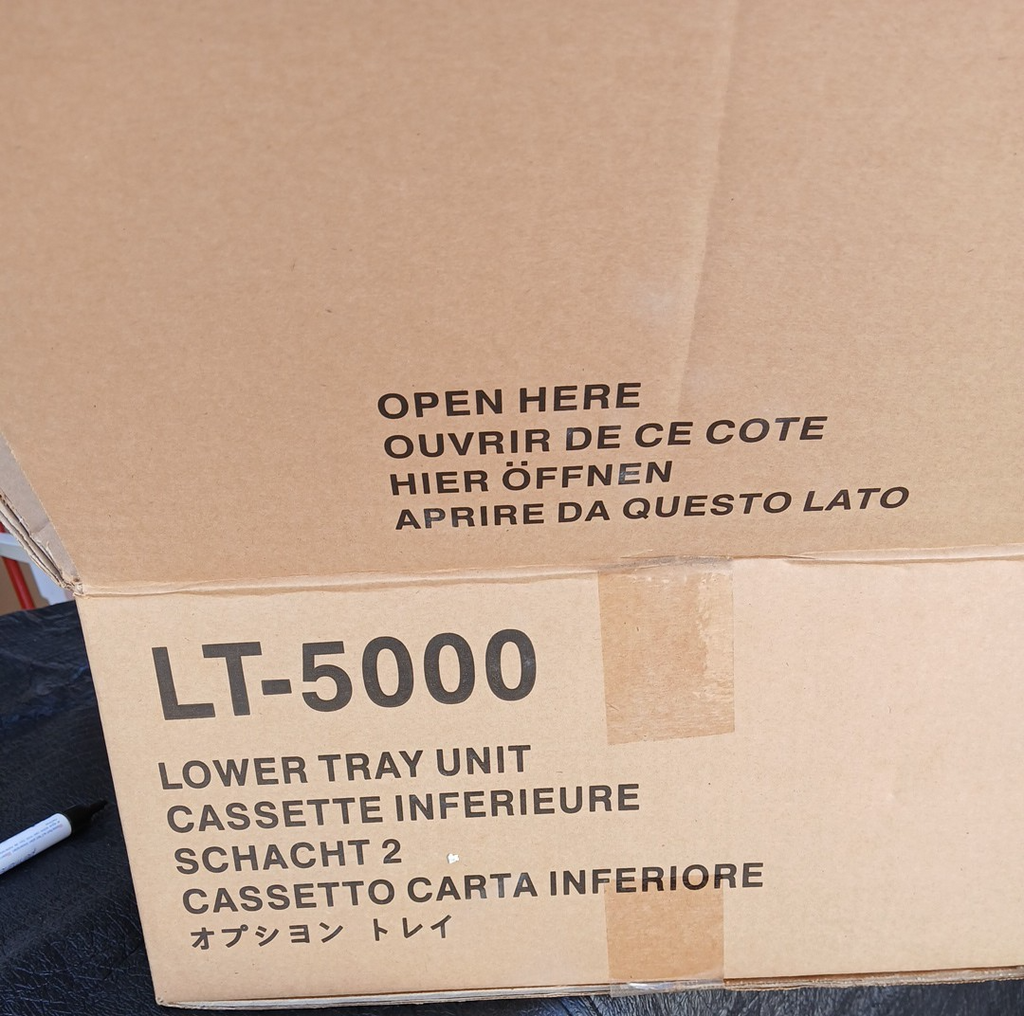 OPEN HERE
OUVRIR DE CE COTE
HIER ÖFFNEN
APRIRE DA QUESTO LATO
LT-5000
LOWER TRAY UNIT
CASSETTE INFERIEURE
SCHACHT 2
CASSETTO CARTA INFERIORE
オプション トレイ